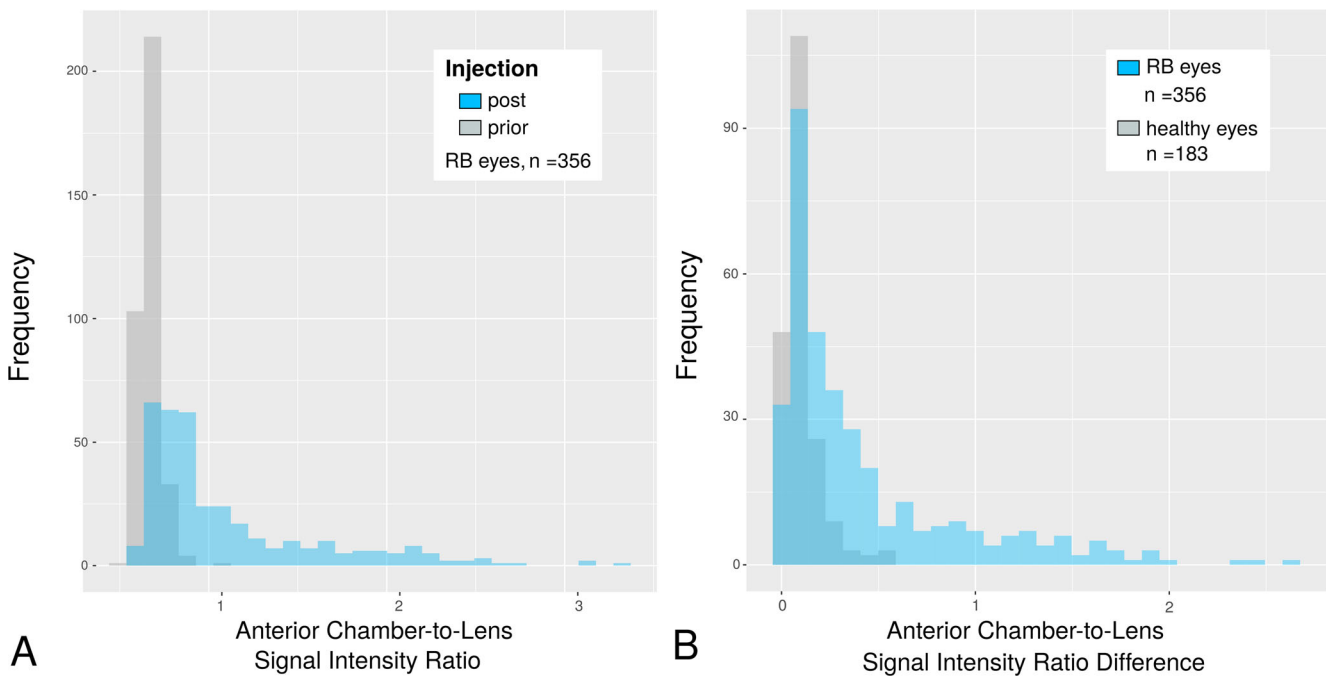 200
150
100
50
0
Frequency
Injection
post
prior
RB eyes, n =356
1
2
3
Anterior Chamber-to-Lens
Signal Intensity Ratio
A
90
60
30
0
Frequency
RB eyes
n =356
healthy eyes
n =183
0
1
2
Anterior Chamber-to-Lens
Signal Intensity Ratio Difference
B